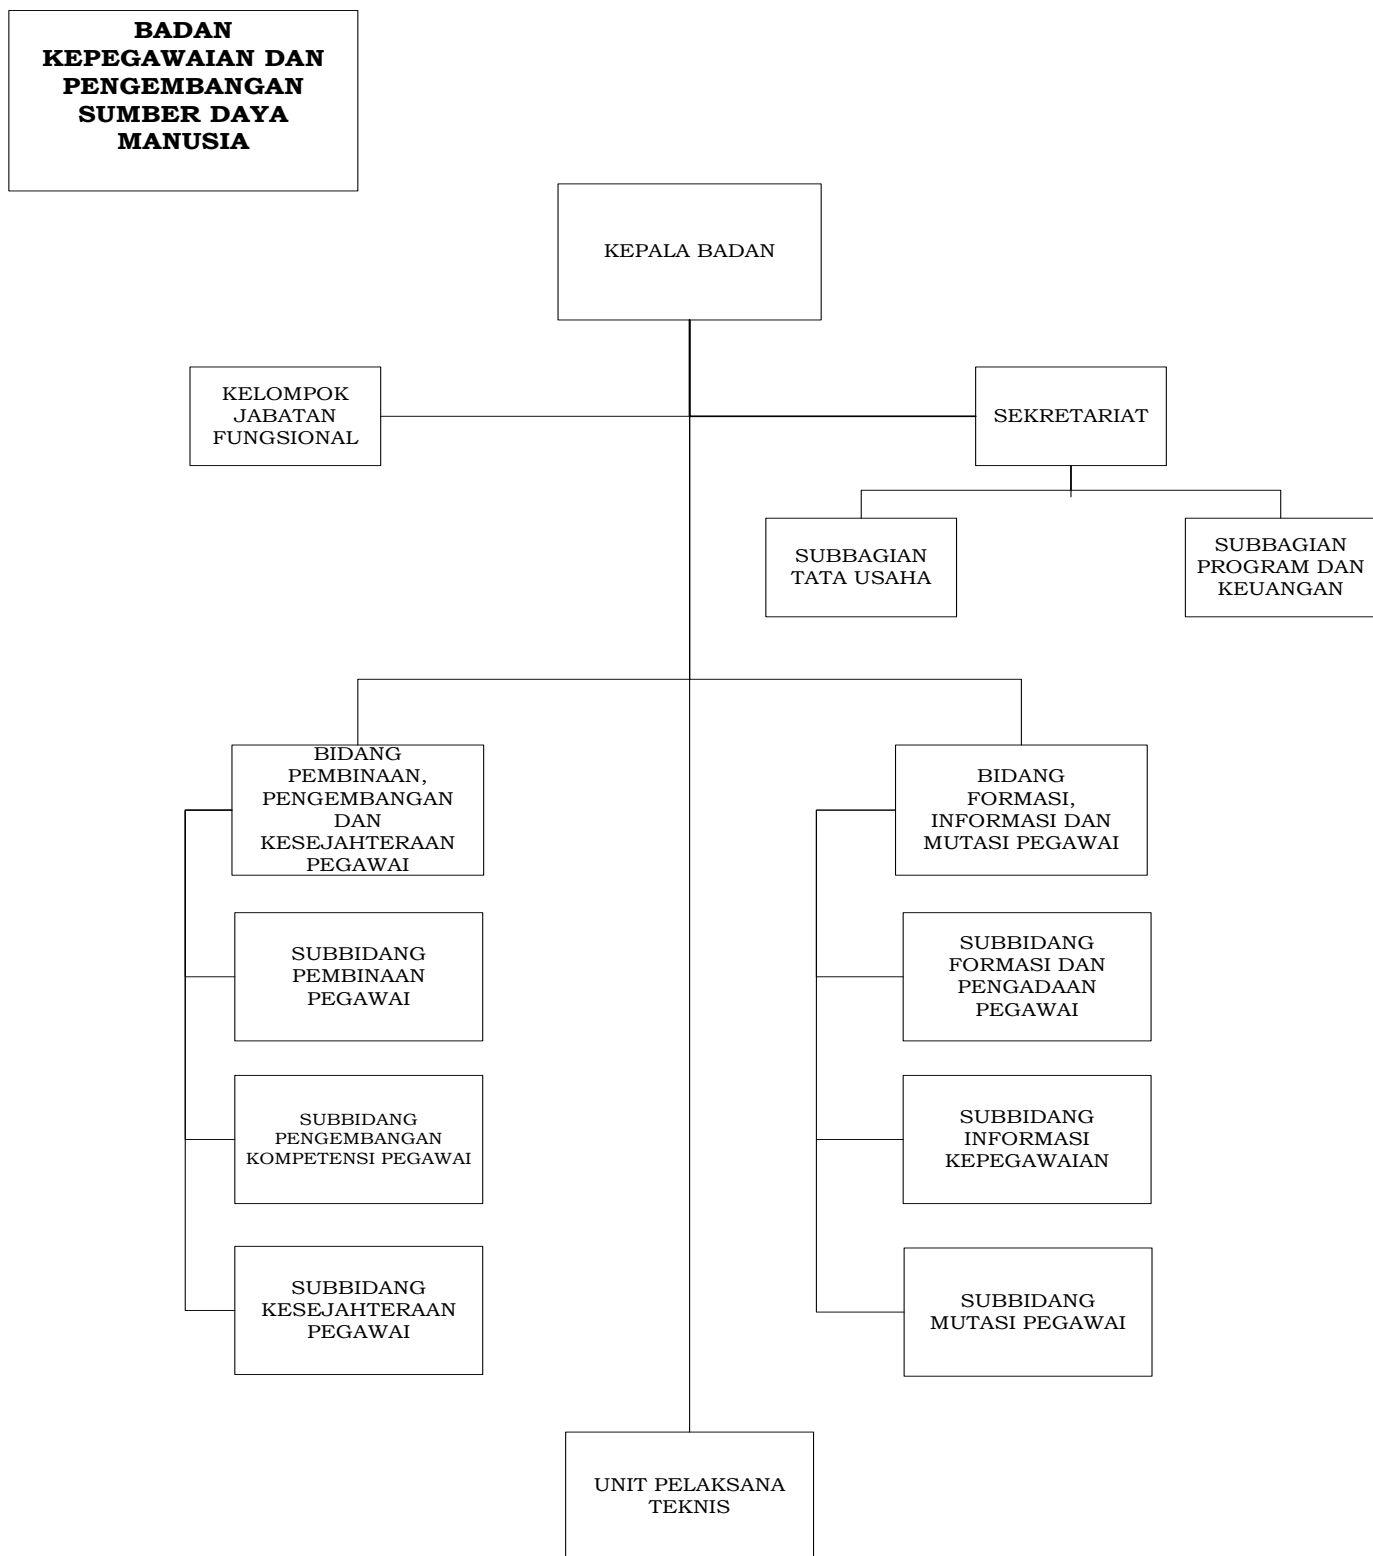 BADAN
KEPEGAWAIAN DAN
PENGEMBANGAN
SUMBER DAYA
MANUSIA
KEPALA BADAN
KELOMPOK
JABATAN
FUNGSIONAL
SEKRETARIAT
SUBBAGIAN
TATA USAHA
SUBBAGIAN
PROGRAM DAN
KEUANGAN
BIDANG
PEMBINAAN,
PENGEMBANGAN
DAN
KESEJAHTERAAN
PEGAWAI
SUBBIDANG
PEMBINAAN
PEGAWAI
SUBBIDANG
PENGEMBANGAN
KOMPETENSI PEGAWAI
SUBBIDANG
KESEJAHTERAAN
PEGAWAI
BIDANG
FORMASI,
INFORMASI DAN
MUTASI PEGAWAI
SUBBIDANG
FORMASI DAN
PENGADAAN
PEGAWAI
SUBBIDANG
INFORMASI
KEPEGAWAIAN
SUBBIDANG
MUTASI PEGAWAI
UNIT PELAKSANA
TEKNIS